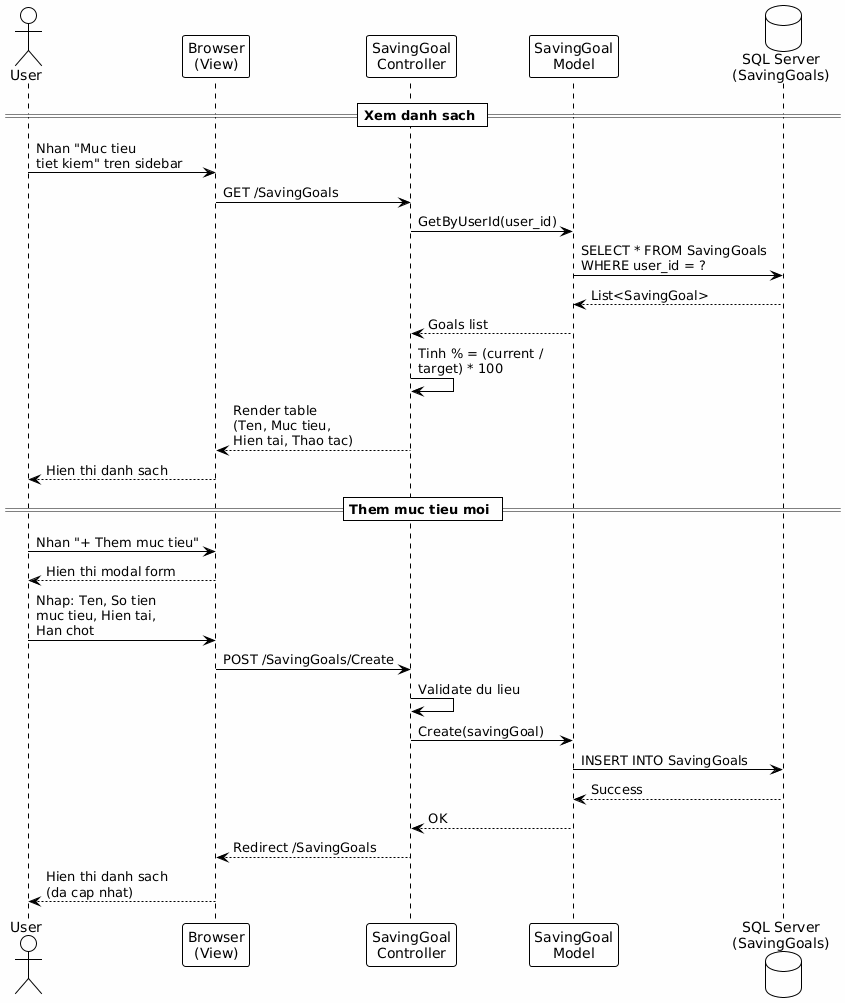 User
Browser
(View)
SavingGoal
Controller
SavingGoal
Model
SQL Server
(SavingGoals)
Xem danh sach
Nhan "Muc tieu
tiet kiem" tren sidebar
GET /SavingGoals
GetByUserId(user_id)
SELECT * FROM SavingGoals
WHERE user_id = ?
List<SavingGoal>
Goals list
Tinh % = (current /
target) * 100
Render table
(Ten, Muc tieu,
Hien tai, Thao tac)
Hien thi danh sach
Them muc tieu moi
Nhan "+ Them muc tieu"
Hien thi modal form
Nhap: Ten, So tien
muc tieu, Hien tai,
Han chot
POST /SavingGoals/Create
Validate du lieu
Create(savingGoal)
INSERT INTO SavingGoals
Success
OK
Redirect /SavingGoals
Hien thi danh sach
(da cap nhat)
User
Browser
(View)
SavingGoal
Controller
SavingGoal
Model
SQL Server
(SavingGoals)